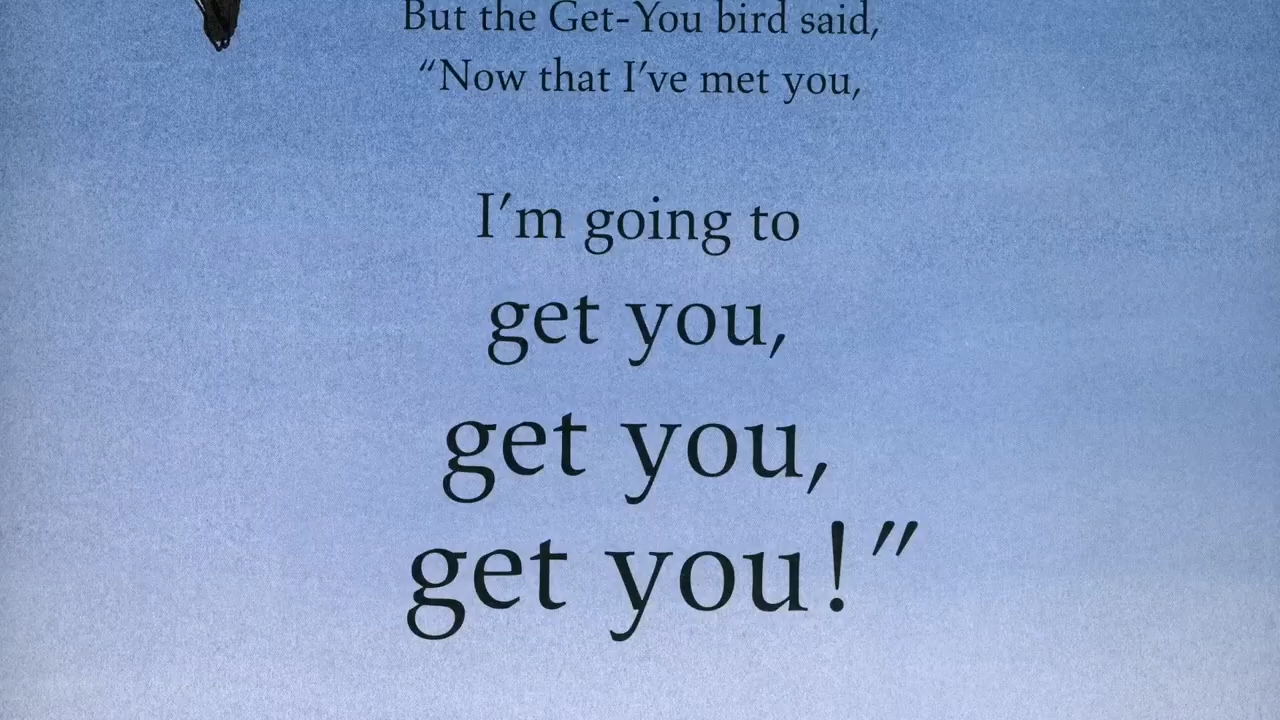 But the Get-You bird said,
“Now that I’ve met you,
I’m going to
get you,
get you,
get you!”